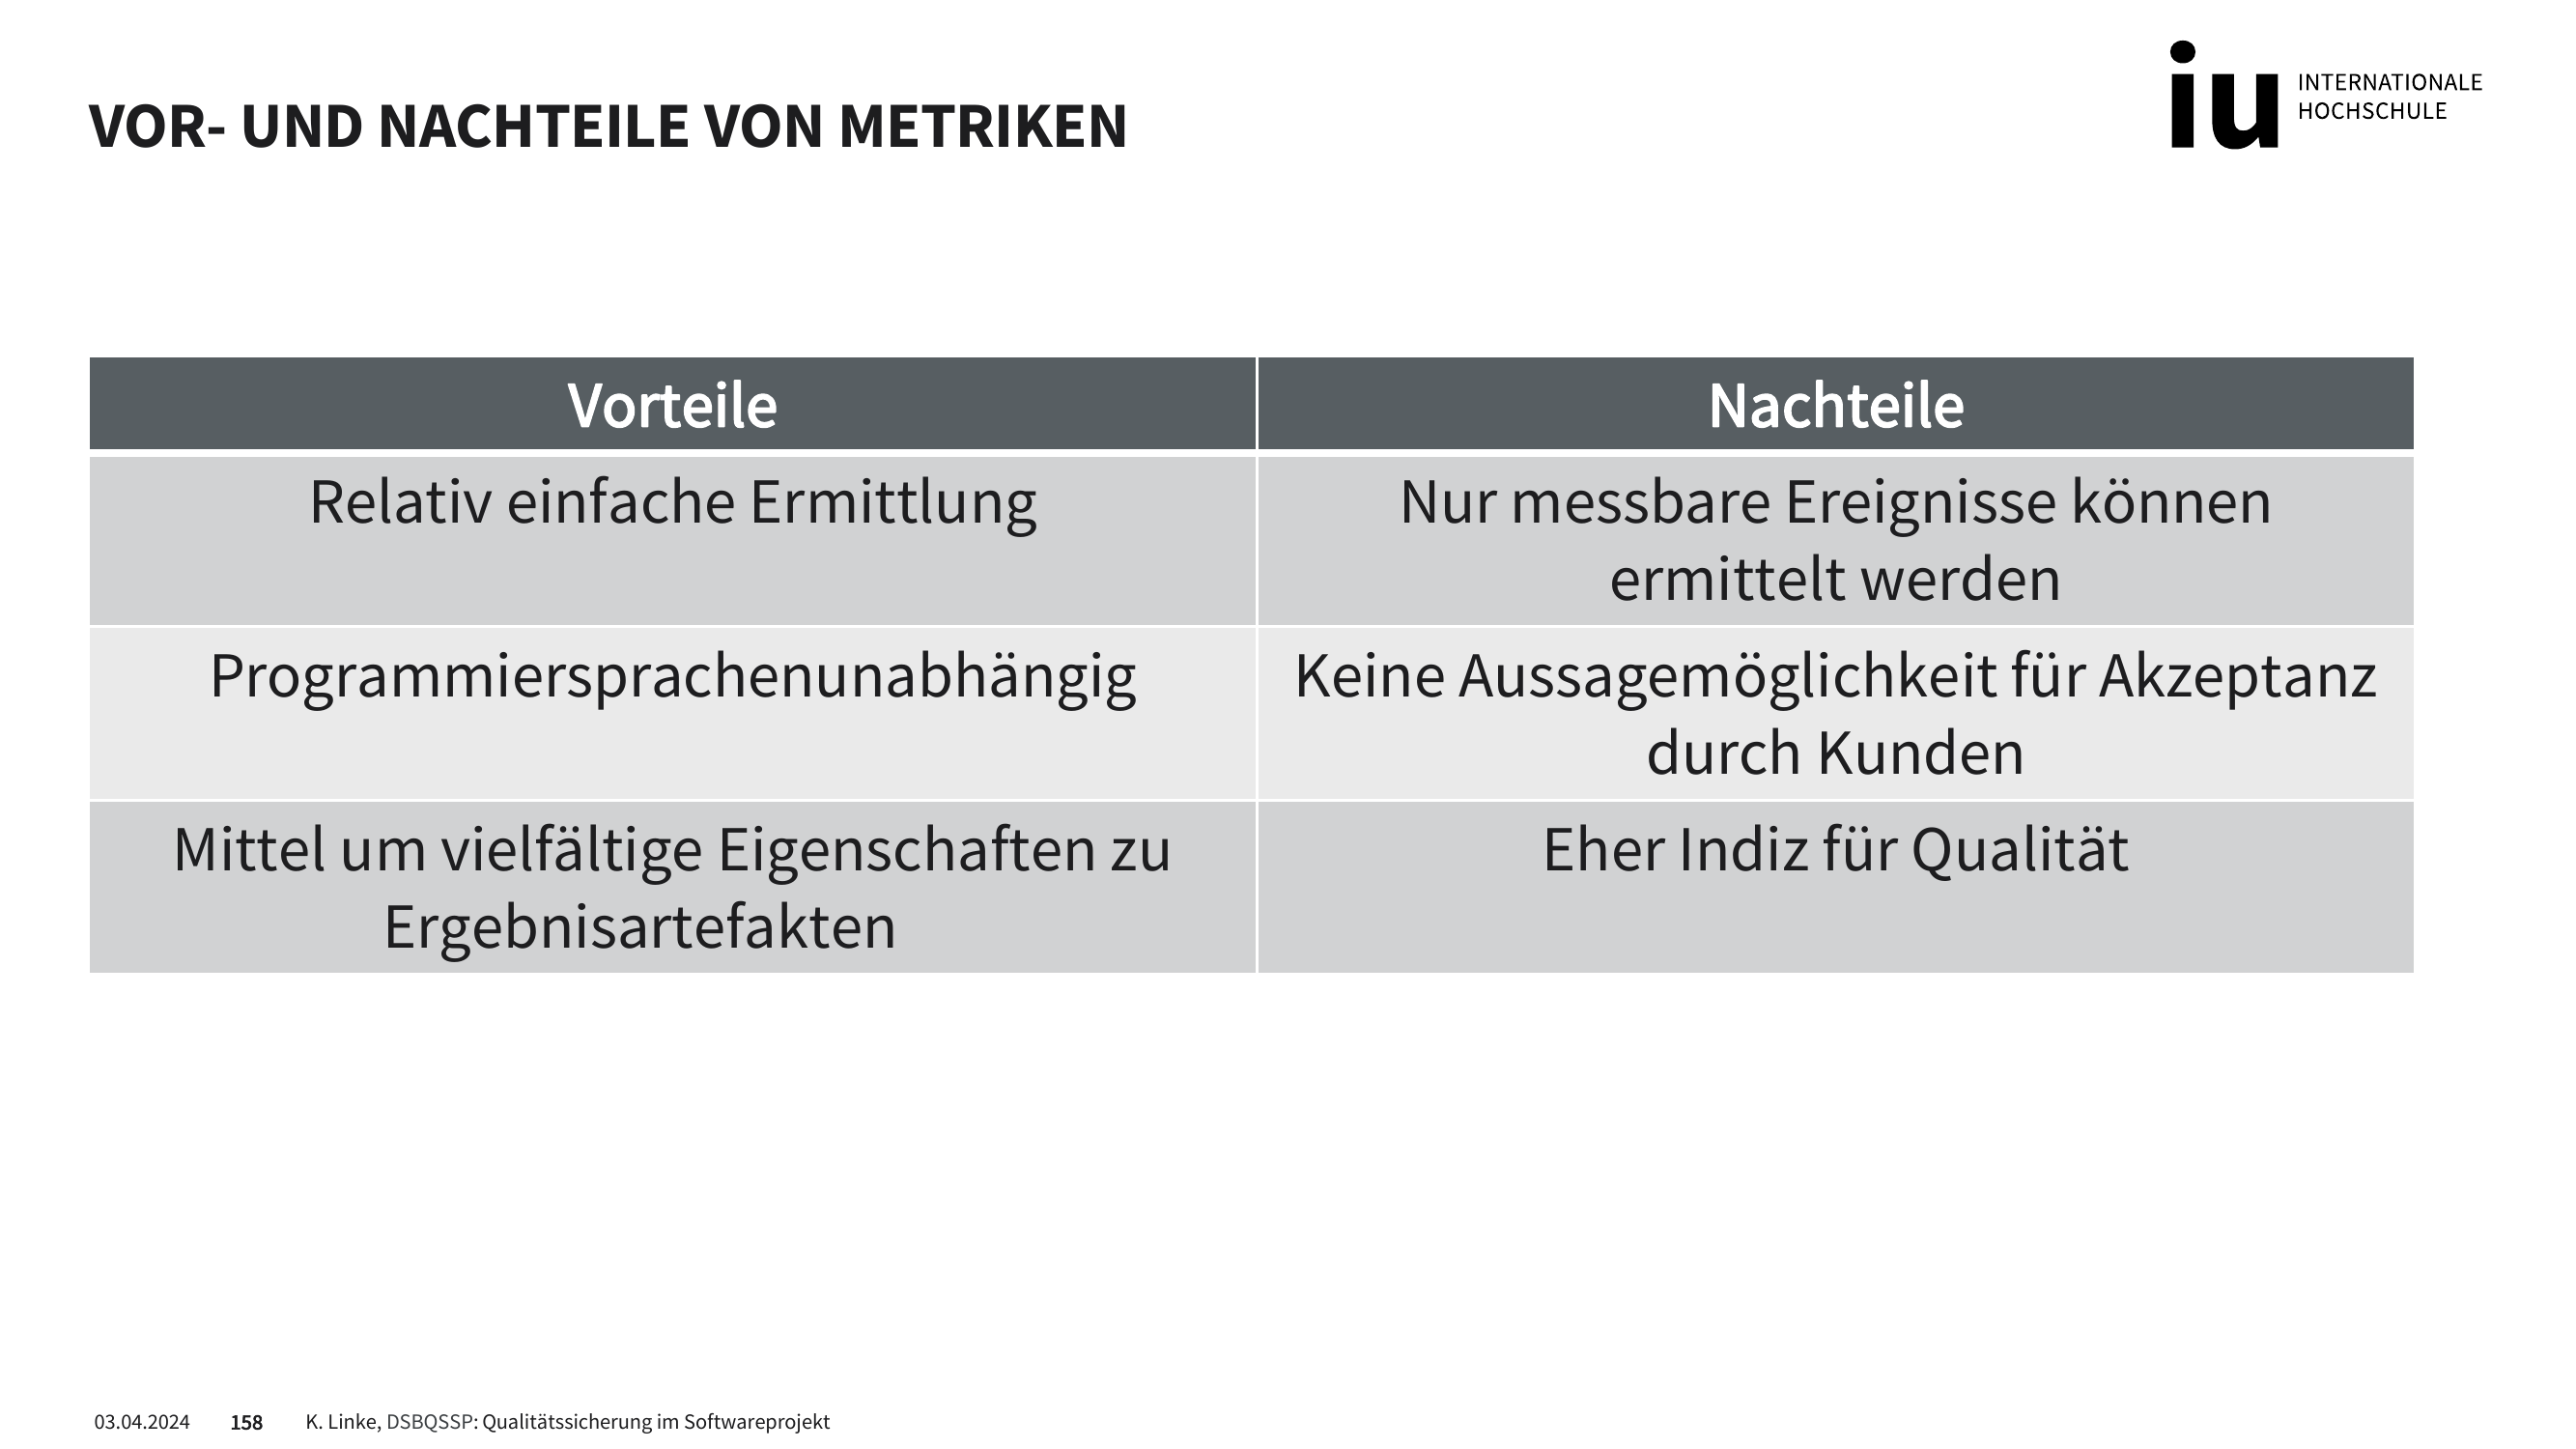 VOR- UND NACHTEILE VON METRIKEN
iu INTERNATIONALE
HOCHSCHULE
Vorteile
Nachteile
Relativ einfache Ermittlung
Nur messbare Ereignisse können
ermittelt werden
Programmiersprachenunabhängig
Keine Aussagemöglichkeit für Akzeptanz
durch Kunden
Mittel um vielfältige Eigenschaften zu
Ergebnisartefakten
Eher Indiz für Qualität
03.04.2024 158 K. Linke, DSBQSSP: Qualitätssicherung im Softwareprojekt